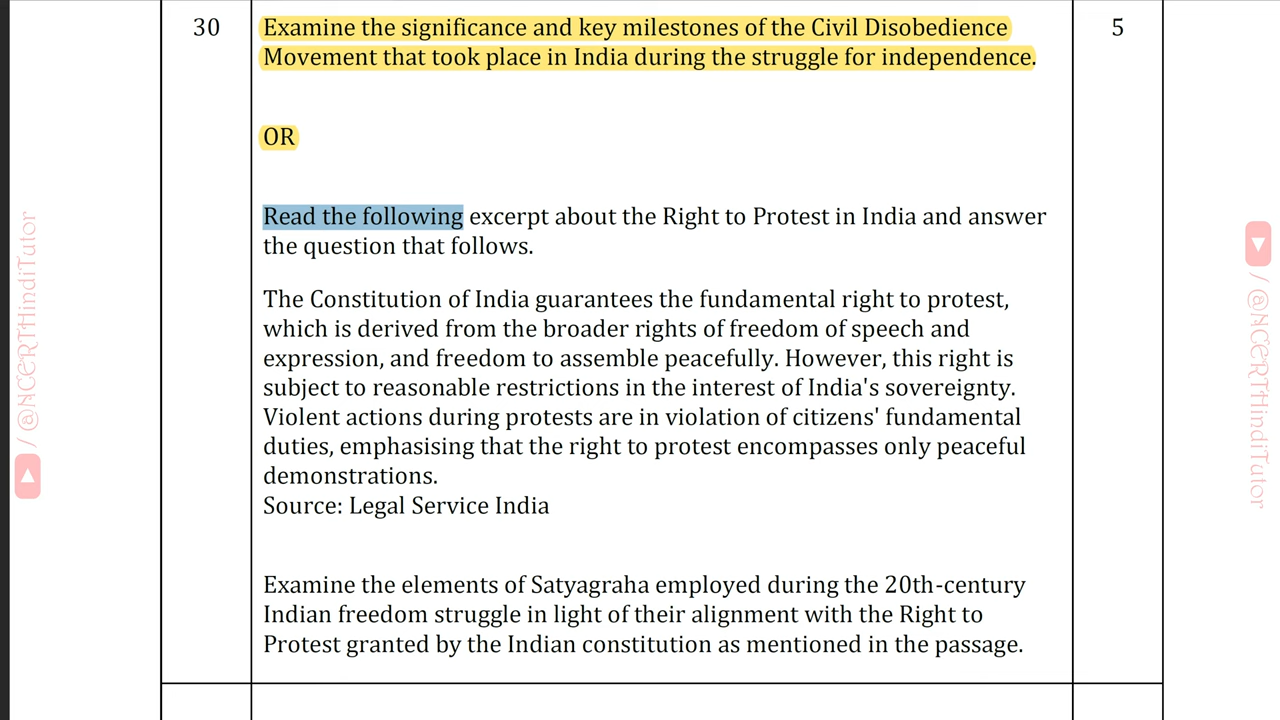 30
Examine the significance and key milestones of the Civil Disobedience
Movement that took place in India during the struggle for independence.
5
OR
Read the following excerpt about the Right to Protest in India and answer
the question that follows.
The Constitution of India guarantees the fundamental right to protest,
which is derived from the broader rights of freedom of speech and
expression, and freedom to assemble peacefully. However, this right is
subject to reasonable restrictions in the interest of India's sovereignty.
Violent actions during protests are in violation of citizens' fundamental
duties, emphasising that the right to protest encompasses only peaceful
demonstrations.
Source: Legal Service India
Examine the elements of Satyagraha employed during the 20th-century
Indian freedom struggle in light of their alignment with the Right to
Protest granted by the Indian constitution as mentioned in the passage.
/ @NCERTHindiTutor
/ @NCERTHindiTutor